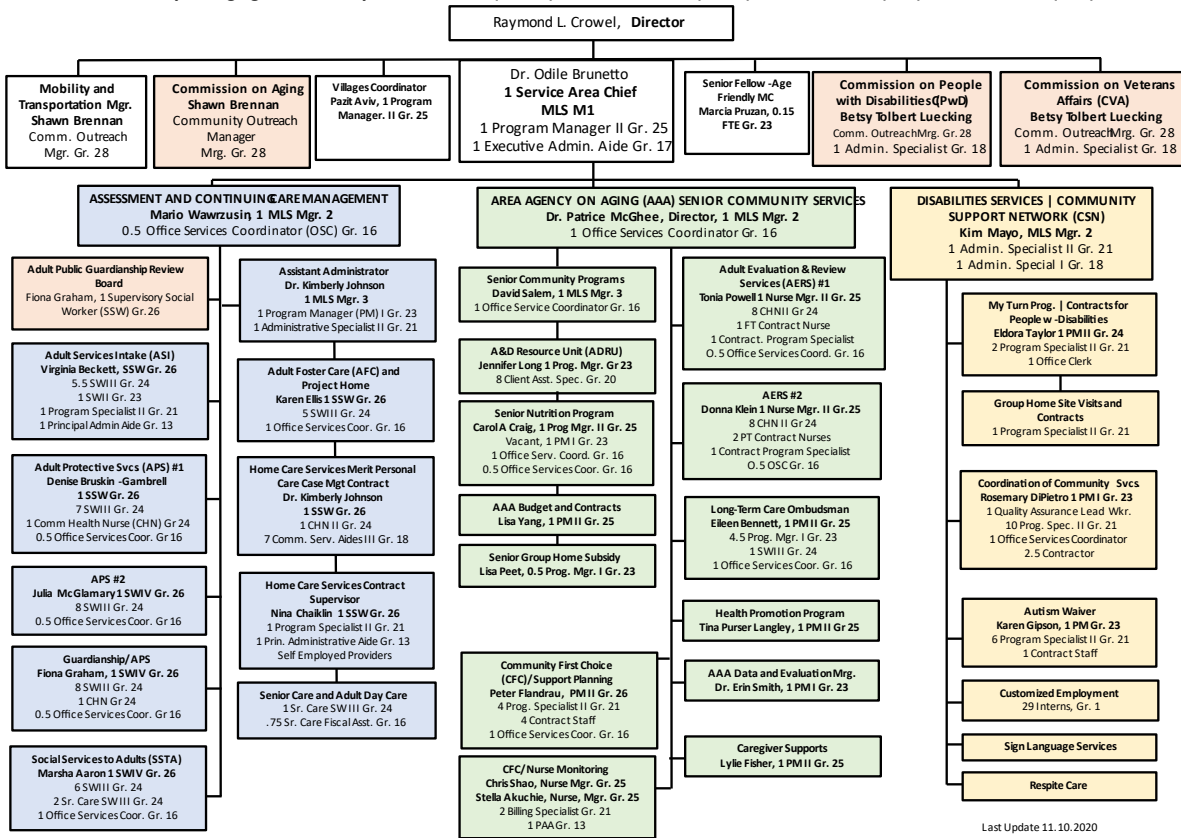 Raymond L. Crowel, Director
Mobility and
Transportation Mgr.
Shawn Brennan
Comm. Outreach
Mgr. Gr. 28
Commission on Aging
Shawn Brennan
Community Outreach
Manager
Mrg. Gr. 28
Villages Coordinator
Pazit Aviv, 1 Program
Manager. II Gr. 25
Dr. Odile Brunetto
1 Service Area Chief
MLS M1
1 Program Manager II Gr. 25
1 Executive Admin. Aide Gr. 17
Senior Fellow -Age
Friendly MC
Marcia Pruzan, 0.15
FTE Gr. 23
Commission on People
with Disabilities (PwD)
Betsy Tolbert Luecking
Comm. Outreach Mrg. Gr. 28
1 Admin. Specialist Gr. 18
Commission on Veterans
Affairs (CVA)
Betsy Tolbert Luecking
Comm. Outreach Mrg. Gr. 28
1 Admin. Specialist Gr. 18
ASSESSMENT AND CONTINUING CARE MANAGEMENT
Mario Wawrzusin, 1 MLS Mgr. 2
0.5 Office Services Coordinator (OSC) Gr. 16
Adult Public Guardianship Review
Board
Fiona Graham, 1 Supervisory Social
Worker (SSW) Gr.26
Adult Services Intake (ASI)
Virginia Beckett, SSW Gr. 26
5.5 SWIII Gr. 24
1 SWII Gr. 23
1 Program Specialist II Gr. 21
1 Principal Admin Aide Gr. 13
Adult Protective Svcs (APS) #1
Denise Bruskin -Gambrell
1 SSW Gr. 26
7 SWIII Gr. 24
1 Comm Health Nurse (CHN) Gr 24
0.5 Office Services Coor. Gr 16
APS #2
Julia McGlamary 1 SWIV Gr. 26
8 SWIII Gr. 24
0.5 Office Services Coor. Gr 16
Guardianship/APS
Fiona Graham, 1 SWIV Gr. 26
8 SWIII Gr. 24
1 CHN Gr 24
0.5 Office Services Coor. Gr 16
Social Services to Adults (SSTA)
Marsha Aaron 1 SWIV Gr. 26
6 SWIII Gr. 24
2 Sr. Care SWIII Gr. 24
1 Office Services Coor. Gr. 16
Assistant Administrator
Dr. Kimberly Johnson
1 MLS Mgr. 3
1 Program Manager (PM) I Gr. 23
1 Administrative Specialist II Gr. 21
Adult Foster Care (AFC) and
Project Home
Karen Ellis 1 SSW Gr. 26
5 SWIII Gr. 24
1 Office Services Coor. Gr. 16
Home Care Services Merit Personal
Care Case Mgt Contract
Dr. Kimberly Johnson
1 SSW Gr. 26
1 CHN II Gr. 24
7 Comm. Serv. Aides III Gr. 18
Home Care Services Contract
Supervisor
Nina Chaiklin 1 SSW Gr. 26
1 Program Specialist II Gr. 21
1 Prin. Administrative Aide Gr. 13
Self Employed Providers
Senior Care and Adult Day Care
1 Sr. Care SW III Gr. 24
.75 Sr. Care Fiscal Asst. Gr. 16
AREA AGENCY ON AGING (AAA) SENIOR COMMUNITY SERVICES
Dr. Patrice McGhee, Director, 1 MLS Mgr. 2
1 Office Services Coordinator Gr. 16
Senior Community Programs
David Salem, 1 MLS Mgr. 3
1 Office Service Coordinator Gr. 16
A&D Resource Unit (ADRU)
Jennifer Long 1 Prog. Mgr. Gr 23
8 Client Asst. Spec. Gr. 20
Senior Nutrition Program
Carol A Craig, 1 Prog Mgr. II Gr. 25
Vacant, 1 PM I Gr. 23
1 Office Serv. Coord. Gr. 16
0.5 Office Services Coor. Gr. 16
AAA Budget and Contracts
Lisa Yang, 1 PM II Gr. 25
Senior Group Home Subsidy
Lisa Peet, 0.5 Prog. Mgr. I Gr. 23
Community First Choice
(CFC)/Support Planning
Peter Flandrau, PM II Gr. 26
4 Prog. Specialist II Gr. 21
4 Contract Staff
1 Office Services Coor. Gr. 16
CFC/Nurse Monitoring
Chris Shao, Nurse Mgr. Gr. 25
Stella Akuchie, Nurse, Mgr. Gr. 25
2 Billing Specialist Gr. 21
1 PAA Gr. 13
Adult Evaluation & Review
Services (AERS) #1
Tonia Powell 1 Nurse Mgr. II Gr. 25
8 CHN II Gr 24
1 FT Contract Nurse
1 Contract. Program Specialist
O. 5 Office Services Coord. Gr. 16
AERS #2
Donna Klein 1 Nurse Mgr. II Gr. 25
8 CHN II Gr 24
2 PT Contract Nurses
1 Contract Program Specialist
O. 5 OSC Gr. 16
Long-Term Care Ombudsman
Eileen Bennett, 1 PM II Gr. 25
4.5 Prog. Mgr. I Gr. 23
1 SWIII Gr. 24
1 Office Services Coor. Gr. 16
Health Promotion Program
Tina Purser Langley, 1 PM II Gr 25
AAA Data and Evaluation Mrg.
Dr. Erin Smith, 1 PM I Gr. 23
Caregiver Supports
Lylie Fisher, 1 PM II Gr. 25
DISABILITIES SERVICES | COMMUNITY
SUPPORT NETWORK (CSN)
Kim Mayo, MLS Mgr. 2
1 Admin. Specialist II Gr. 21
1 Admin. Special I Gr. 18
My Turn Prog. | Contracts for
People w -Disabilities
Eldora Taylor 1 PM II Gr. 24
2 Program Specialist II Gr. 21
1 Office Clerk
Group Home Site Visits and
Contracts
1 Program Specialist II Gr. 21
Coordination of Community Svcs.
Rosemary DiPietro 1 PM I Gr. 23
1 Quality Assurance Lead Wkr.
10 Prog. Spec. II Gr. 21
1 Office Services Coordinator
2.5 Contractor
Autism Waiver
Karen Gipson, 1 PM Gr. 23
6 Program Specialist II Gr. 21
1 Contract Staff
Customized Employment
29 Interns, Gr. 1
Sign Language Services
Respite Care
Last Update 11.10.2020